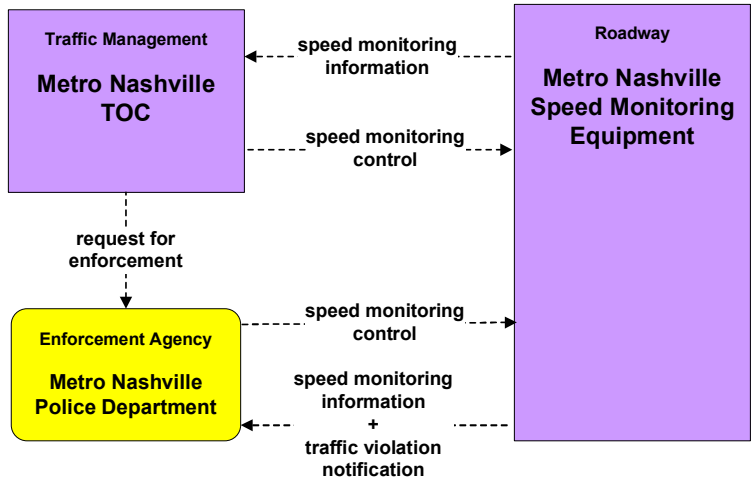 Traffic Management
Metro Nashville
TOC
speed monitoring
information
Roadway
Metro Nashville
Speed Monitoring
Equipment
speed monitoring
control
request for
enforcement
Enforcement Agency
Metro Nashville
Police Department
speed monitoring
control
speed monitoring
information
+
traffic violation
notification